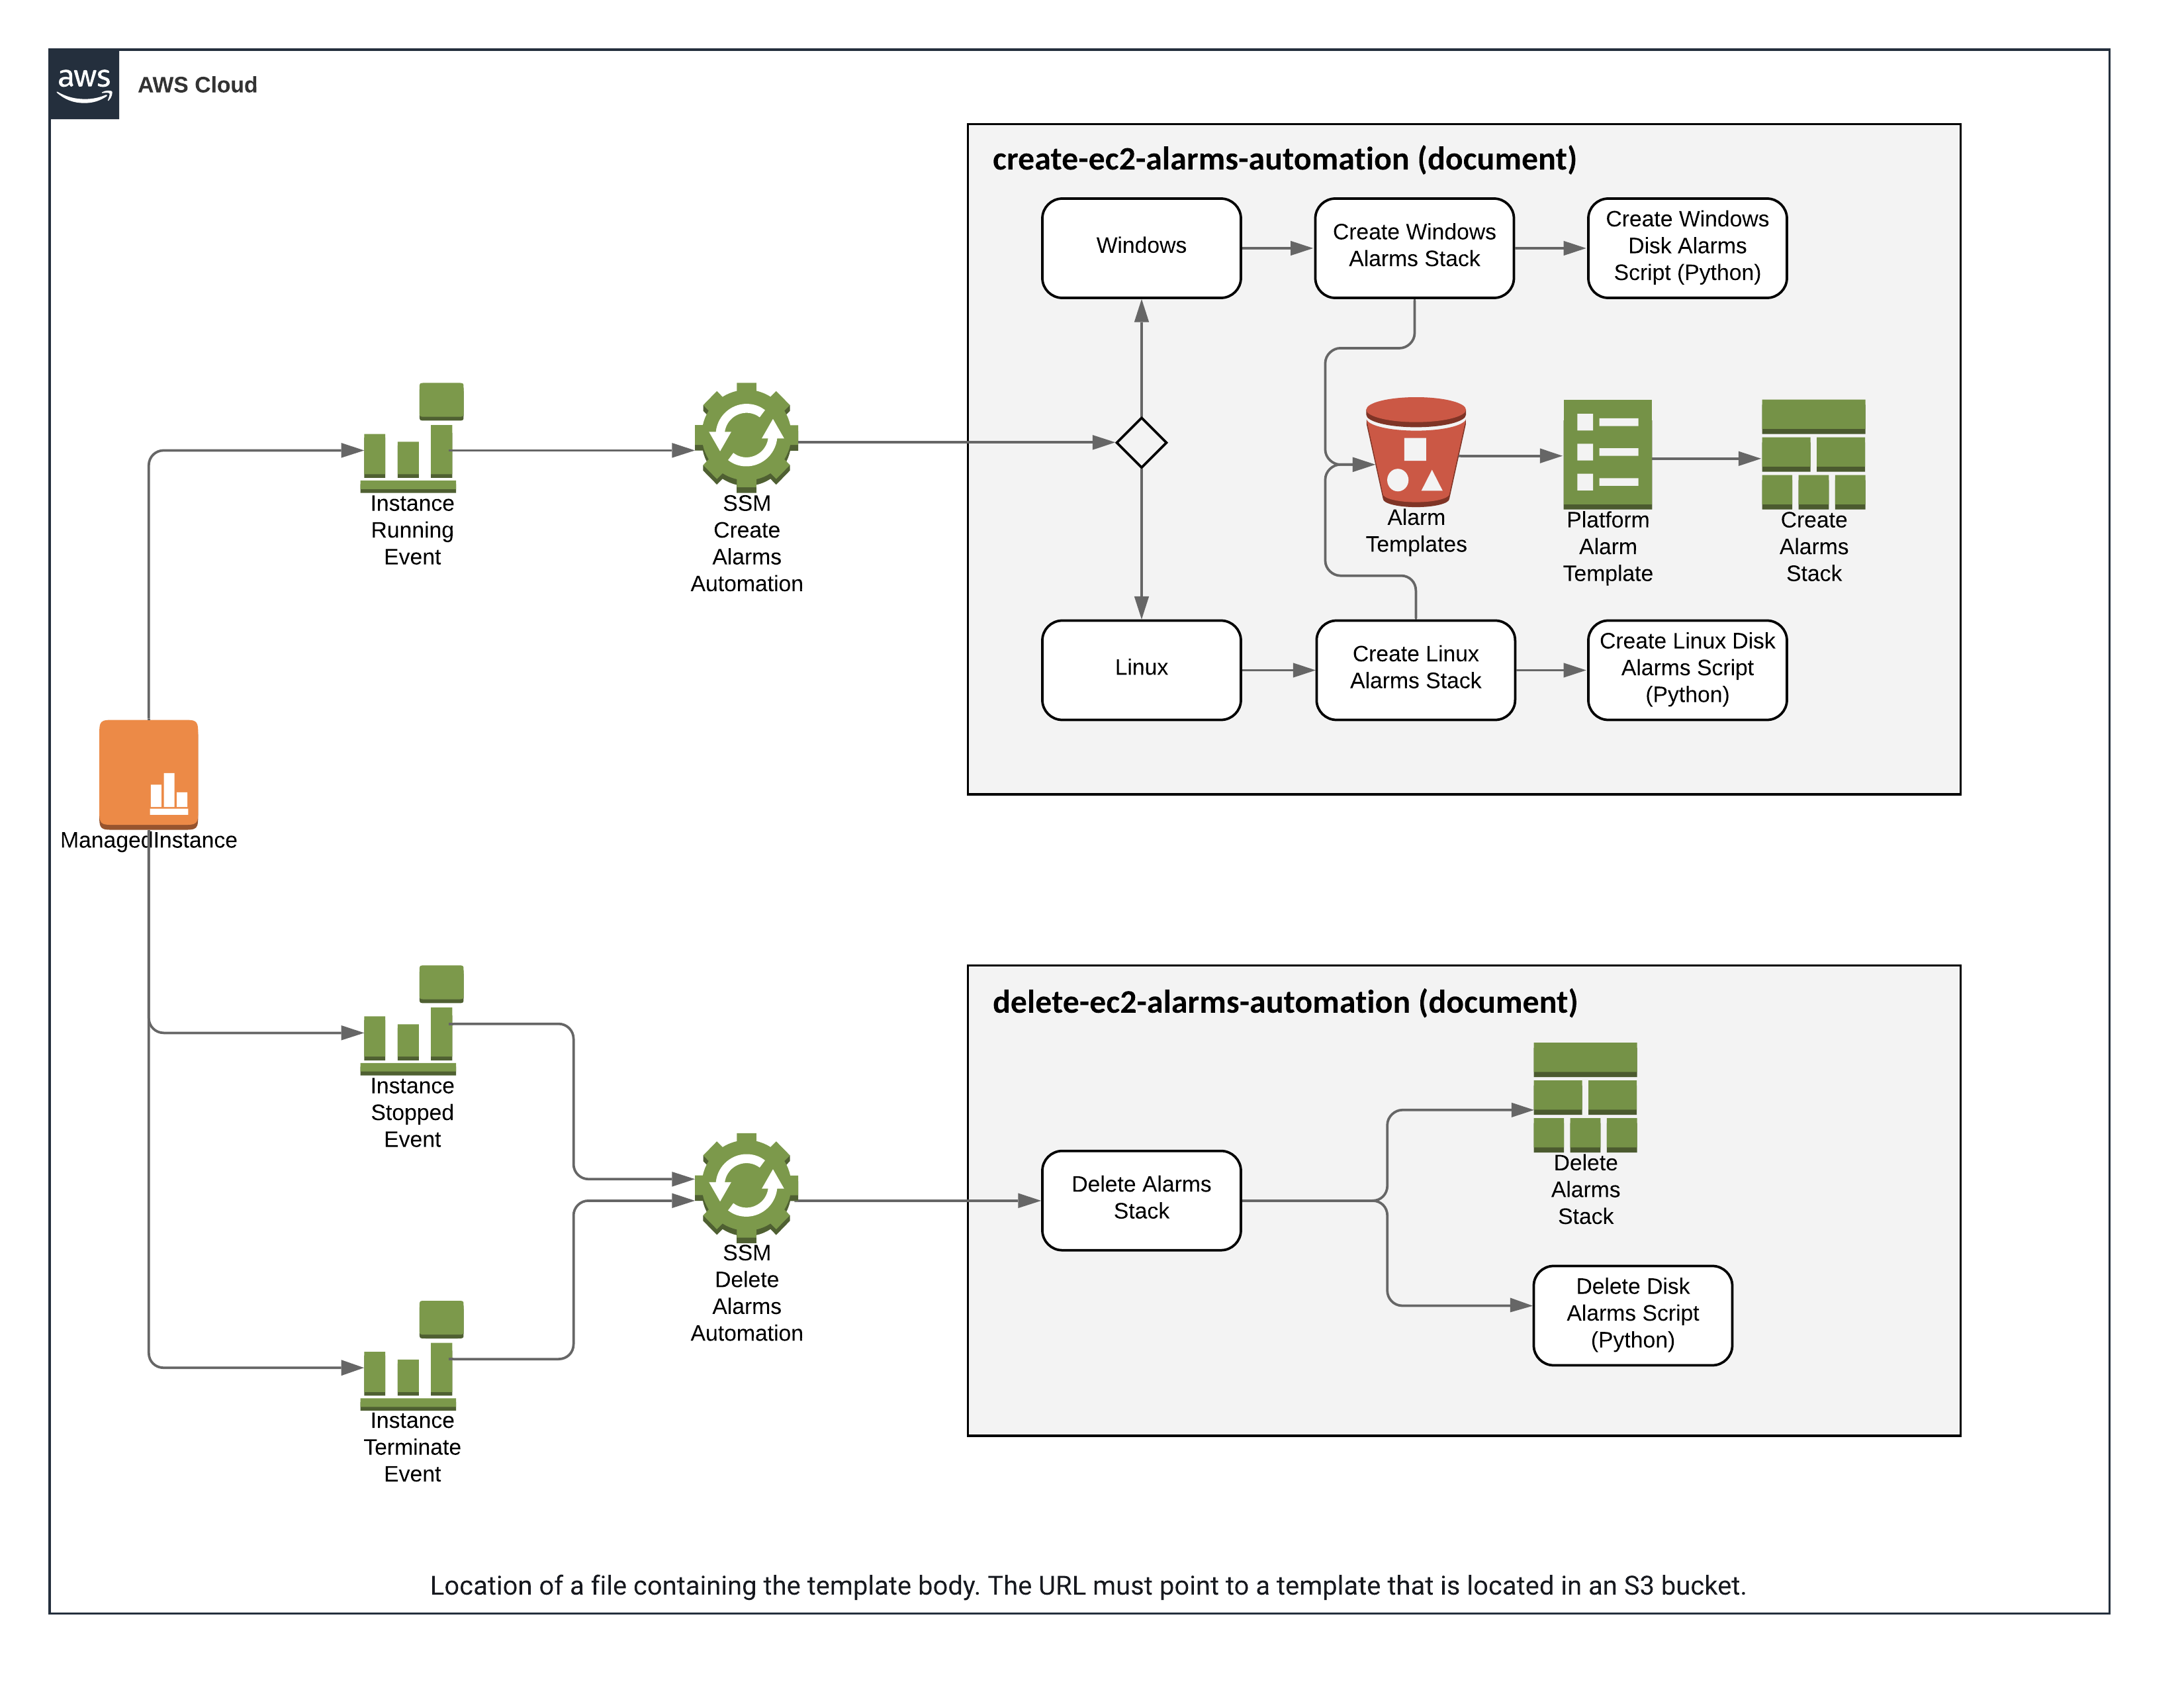 aws
AWS Cloud
create-ec2-alarms-automation (document)
Windows
Create Windows
Alarms Stack
Create Windows
Disk Alarms
Script (Python)
Instance
Running
Event
SSM
Create
Alarms
Automation
Alarm
Templates
Platform
Alarm
Template
Create
Alarms
Stack
Linux
Create Linux
Alarms Stack
Create Linux Disk
Alarms Script
(Python)
ManagedInstance
delete-ec2-alarms-automation (document)
Instance
Stopped
Event
SSM
Delete
Alarms
Automation
Delete Alarms
Stack
Delete
Alarms
Stack
Delete Disk
Alarms Script
(Python)
Instance
Terminate
Event
Location of a file containing the template body. The URL must point to a template that is located in an S3 bucket.